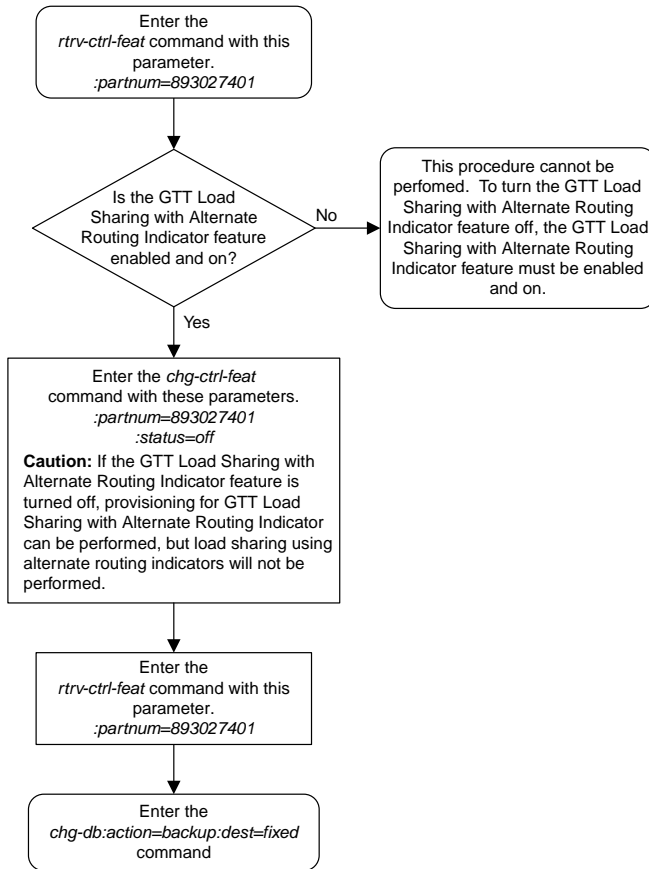 Enter the
rtrv-ctrl-feat command with this
parameter.
:partnum=893027401
Is the GTT Load
Sharing with Alternate
Routing Indicator feature
enabled and on?
No
This procedure cannot be
perfomed. To turn the GTT Load
Sharing with Alternate Routing
Indicator feature off, the GTT Load
Sharing with Alternate Routing
Indicator feature must be enabled
and on.
Yes
Enter the chg-ctrl-feat
command with these parameters.
:partnum=893027401
:status=off
Caution: If the GTT Load Sharing with
Alternate Routing Indicator feature is
turned off, provisioning for GTT Load
Sharing with Alternate Routing Indicator
can be performed, but load sharing using
alternate routing indicators will not be
performed.
Enter the
rtrv-ctrl-feat command with this
parameter.
:partnum=893027401
Enter the
chg-db:action=backup:dest=fixed
command